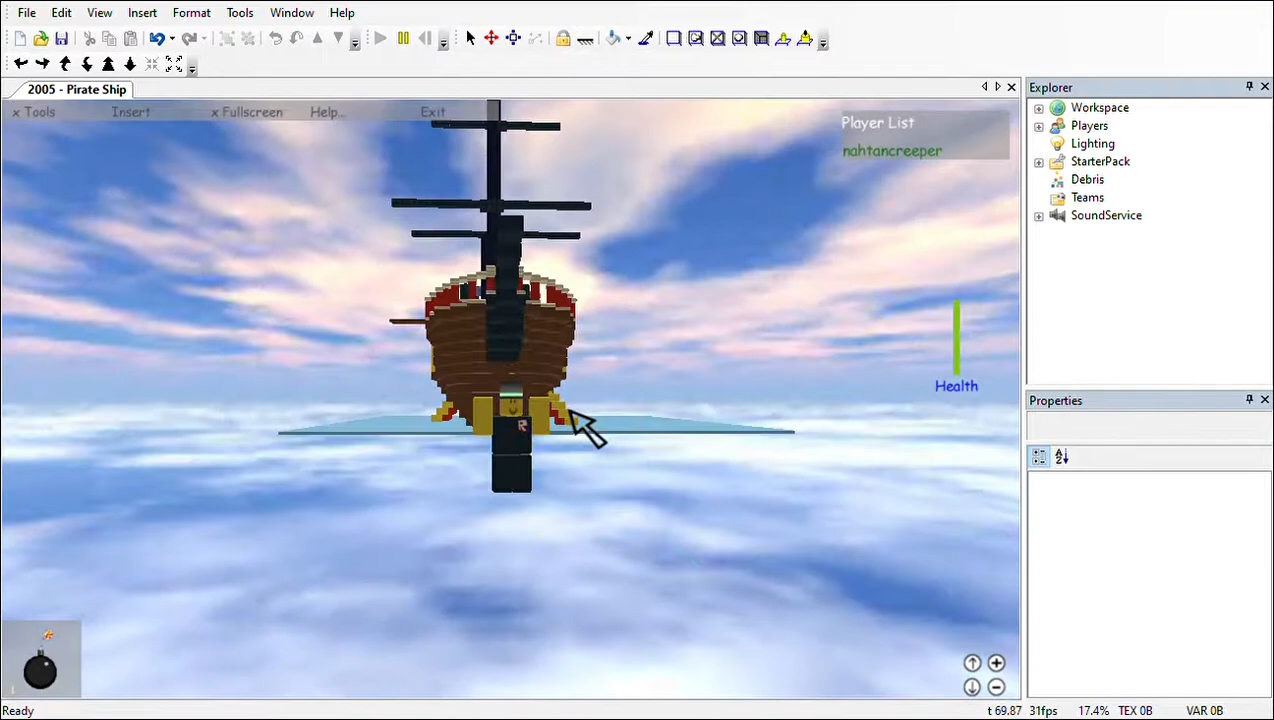 File Edit View Insert Format Tools Window Help
2005 - Pirate Ship
x Tools Insert x Fullscreen Help... Exit
Player List
nahtancreeper
Health
R
1
Explorer
Workspace
Players
Lighting
StarterPack
Debris
Teams
SoundService
Properties
Ready t 69.87 31fps 17.4% TEX 0B VAR 0B